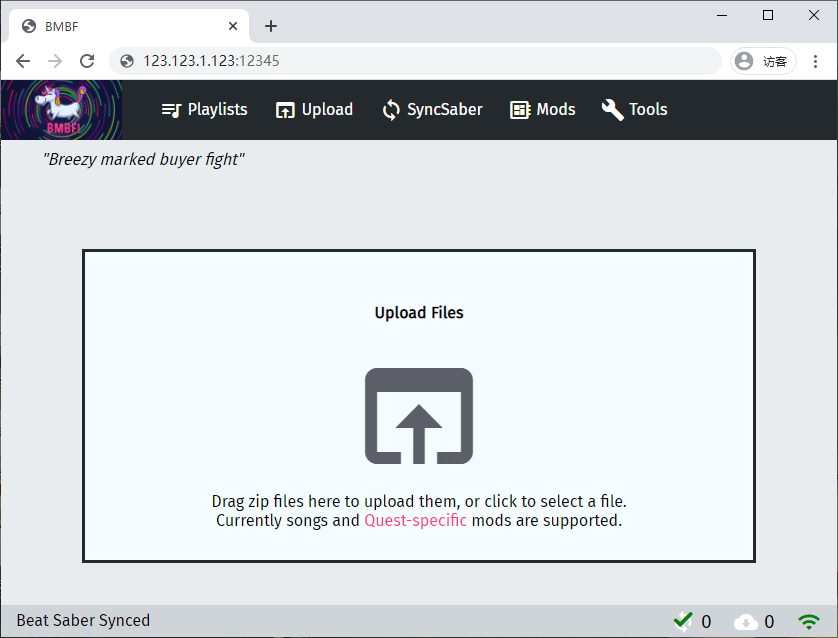 BMBF
123.123.1.123:12345
访客
BMBF!
Playlists
Upload
SyncSaber
Mods
Tools
"Breezy marked buyer fight"
Upload Files
Drag zip files here to upload them, or click to select a file.
Currently songs and Quest-specific mods are supported.
Beat Saber Synced
0
0